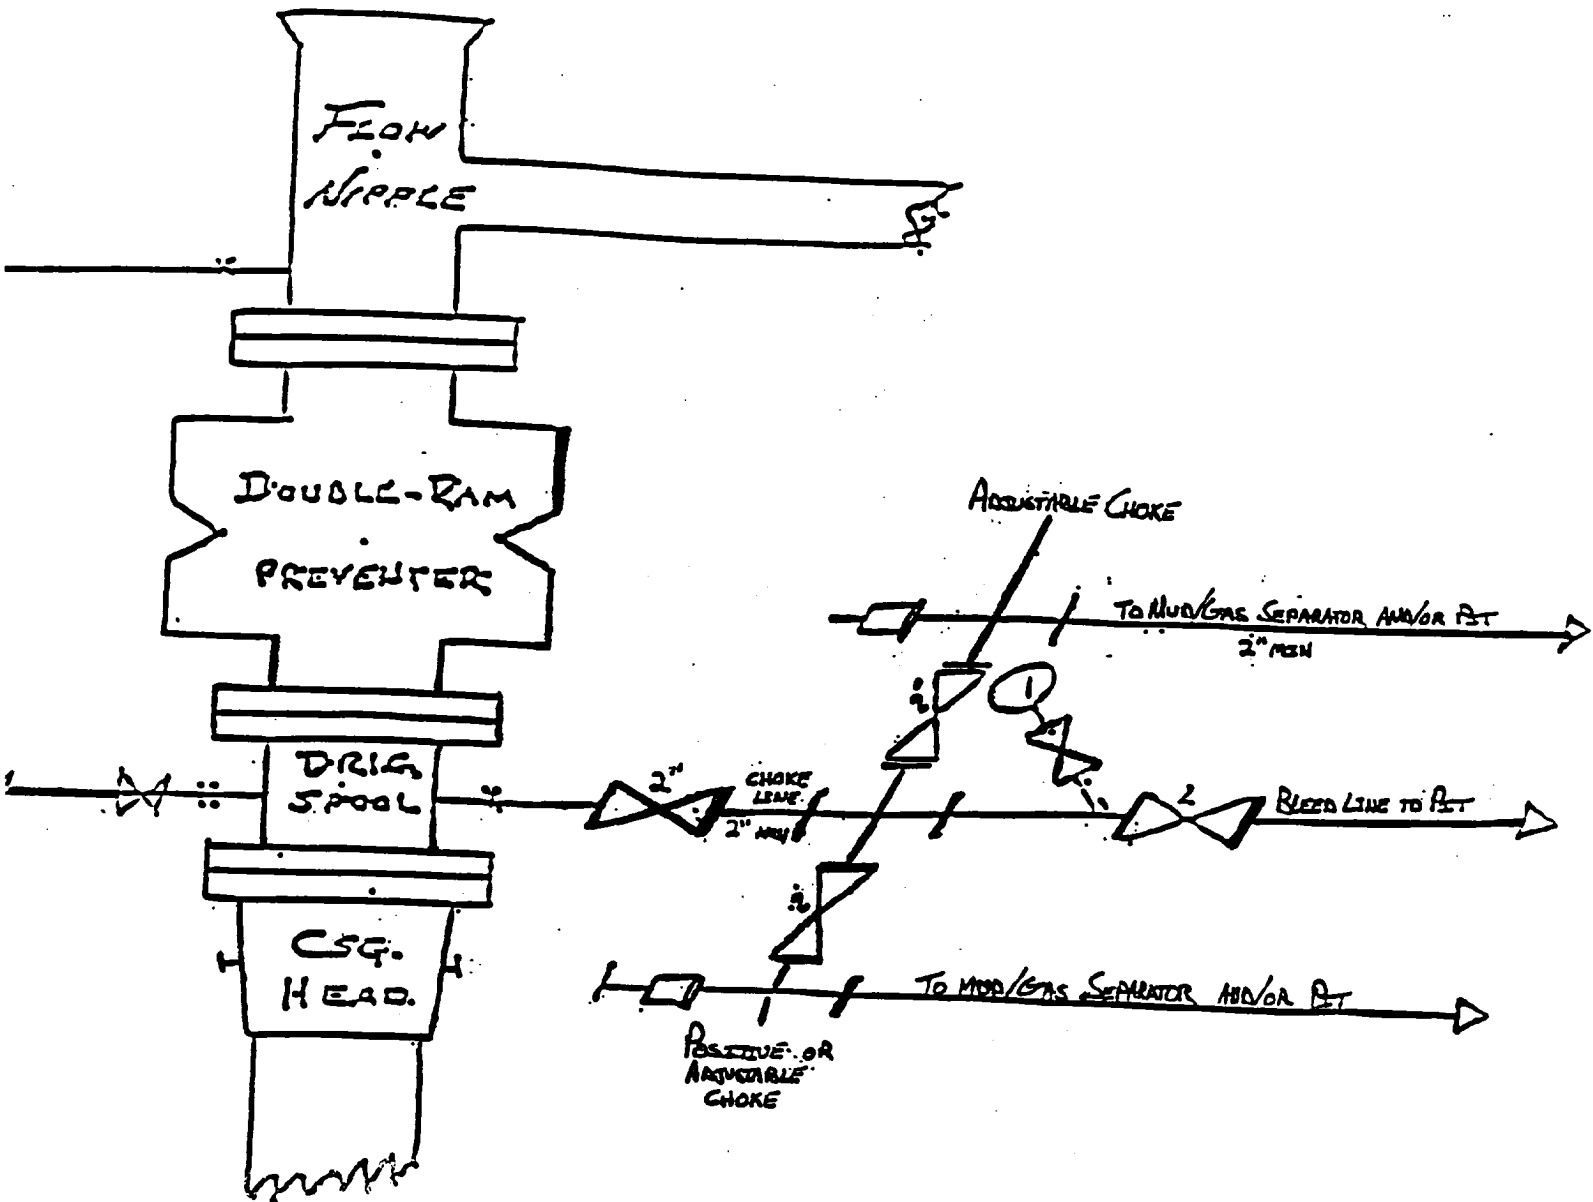 FLOW
NIPPLE
DOUBLE-RAM
PREVENTER
ADJUSTABLE CHOKE
TO MUD/GAS SEPARATOR AND/OR PIT
2" MIN
1
DRLG
SPOOL
2"
CHOKE
LINE
2" MIN
2
BLEED LINE TO PIT
CSG.
HEAD.
TO MUD/GAS SEPARATOR AND/OR PIT
POSITIVE OR
ADJUSTABLE
CHOKE